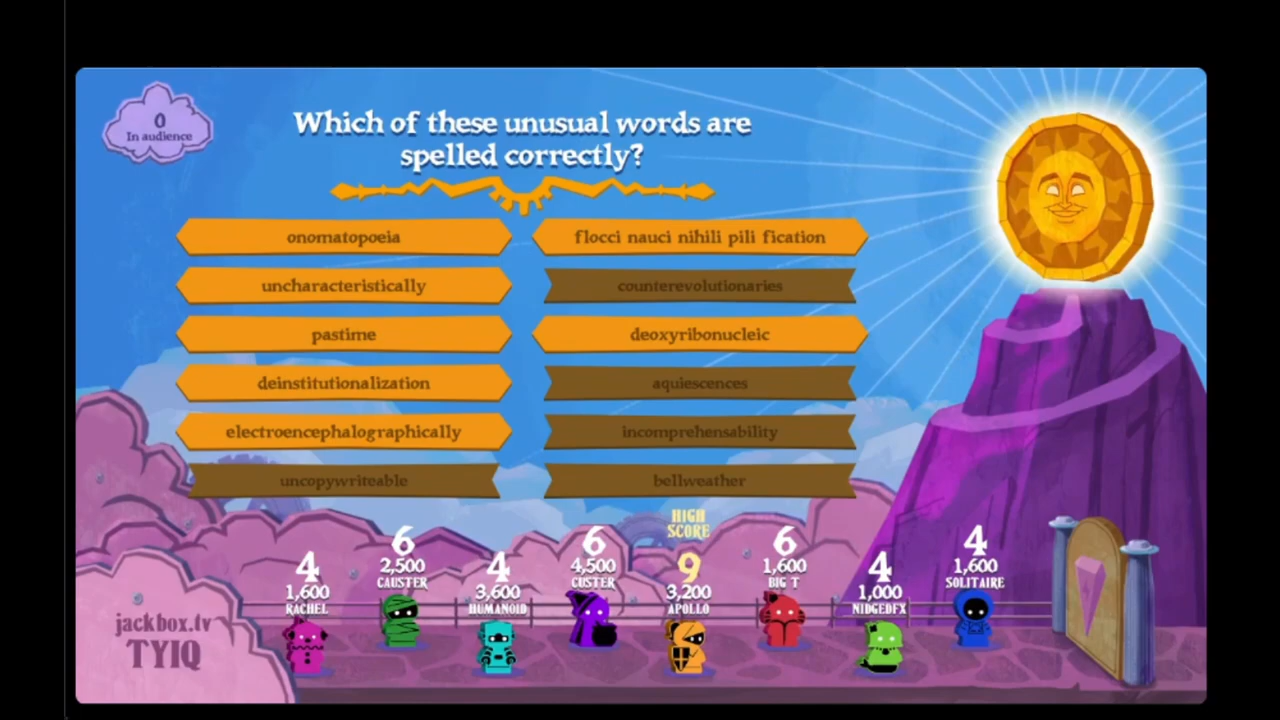 0
In audience
Which of these unusual words are
spelled correctly?
onomatopoeia
flocci nauci nihili pili fication
uncharacteristically
counterevolutionaries
pastime
deoxyribonucleic
deinstitutionalization
aquiescences
electroencephalographically
incomprehensability
uncopywriteable
bellweather
HIGH
SCORE
4
1,600
RACHEL
6
2,500
CAUSTER
4
3,600
HUMANOID
6
4,500
CUSTER
9
3,200
APOLLO
6
1,600
BIG T
4
1,000
NIDGEDFX
4
1,600
SOLITAIRE
jackbox.tv
TYIQ